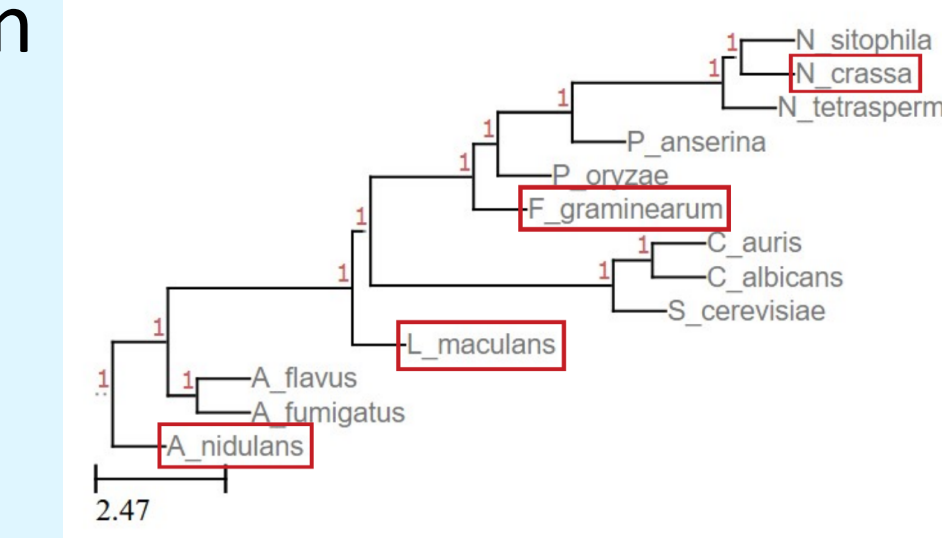 n
1
N_sitophila
1
N_crassa
1
N_tetrasperm
1
P_anserina
1
P_oryzae
1
F_graminearum
1
C_auris
1
C_albicans
S_cerevisiae
1
L_maculans
1
1
A_flavus
A_fumigatus
1
A_nidulans
2.47